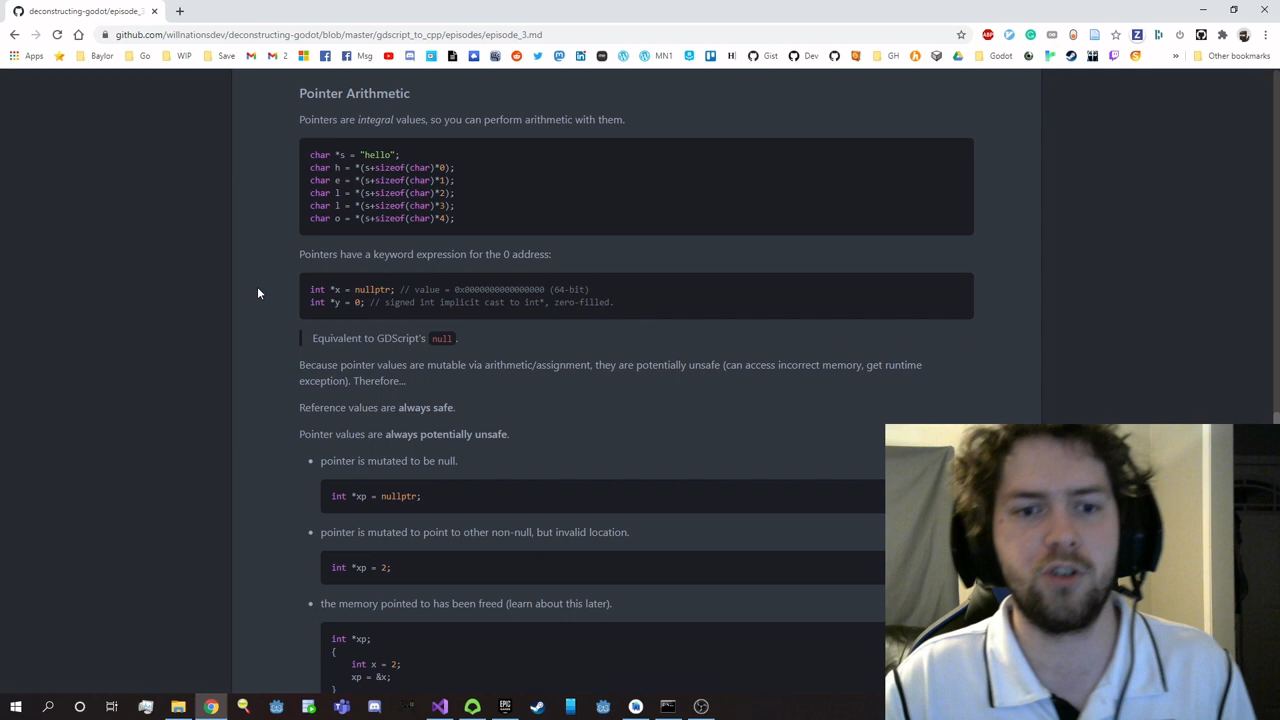 deconstructing-godot/episode_3
github.com/willnationsdev/deconstructing-godot/blob/master/gdscript_to_cpp/episodes/episode_3.md
Apps Baylor Go WIP Save M 2 Msg MN1 Gist Dev GH Godot » Other bookmarks
Pointer Arithmetic
Pointers are integral values, so you can perform arithmetic with them.
char *s = "hello";
char h = *(s+sizeof(char)*0);
char e = *(s+sizeof(char)*1);
char l = *(s+sizeof(char)*2);
char l = *(s+sizeof(char)*3);
char o = *(s+sizeof(char)*4);
Pointers have a keyword expression for the 0 address:
int *x = nullptr; // value = 0x0000000000000000 (64-bit)
int *y = 0; // signed int implicit cast to int*, zero-filled.
Equivalent to GDScript's null.
Because pointer values are mutable via arithmetic/assignment, they are potentially unsafe (can access incorrect memory, get runtime
exception). Therefore...
Reference values are always safe.
Pointer values are always potentially unsafe.
• pointer is mutated to be null.
int *xp = nullptr;
• pointer is mutated to point to other non-null, but invalid location.
int *xp = 2;
• the memory pointed to has been freed (learn about this later).
int *xp;
{
int x = 2;
xp = &x;
}